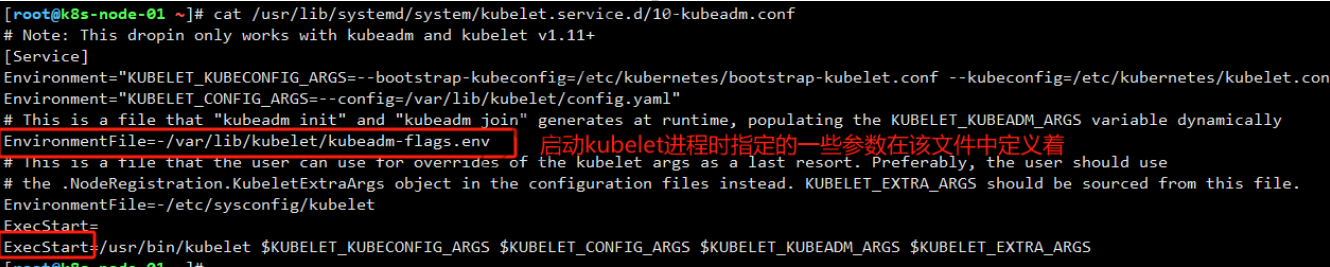 [root@k8s-node-01 ~]# cat /usr/lib/systemd/system/kubelet.service.d/10-kubeadm.conf
# Note: This dropin only works with kubeadm and kubelet v1.11+
[Service]
Environment="KUBELET_KUBECONFIG_ARGS=--bootstrap-kubeconfig=/etc/kubernetes/bootstrap-kubelet.conf --kubeconfig=/etc/kubernetes/kubelet.con
Environment="KUBELET_CONFIG_ARGS=--config=/var/lib/kubelet/config.yaml"
# This is a file that "kubeadm init" and "kubeadm join" generates at runtime, populating the KUBELET_KUBEADM_ARGS variable dynamically
EnvironmentFile=-/var/lib/kubelet/kubeadm-flags.env 启动kubelet进程时指定的一些参数在该文件中定义着
# This is a file that the user can use for overrides of the kubelet args as a last resort. Preferably, the user should use
# the .NodeRegistration.KubeletExtraArgs object in the configuration files instead. KUBELET_EXTRA_ARGS should be sourced from this file.
EnvironmentFile=-/etc/sysconfig/kubelet
ExecStart=
ExecStart=/usr/bin/kubelet $KUBELET_KUBECONFIG_ARGS $KUBELET_CONFIG_ARGS $KUBELET_KUBEADM_ARGS $KUBELET_EXTRA_ARGS
[root@k8s-node-01 ~]#